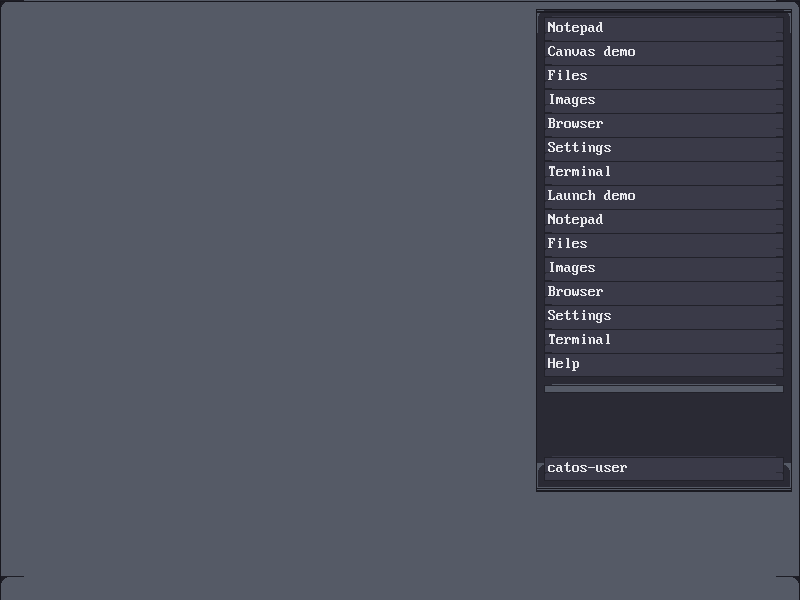 Notepad
Canvas demo
Files
Images
Browser
Settings
Terminal
Launch demo
Notepad
Files
Images
Browser
Settings
Terminal
Help
catos-user